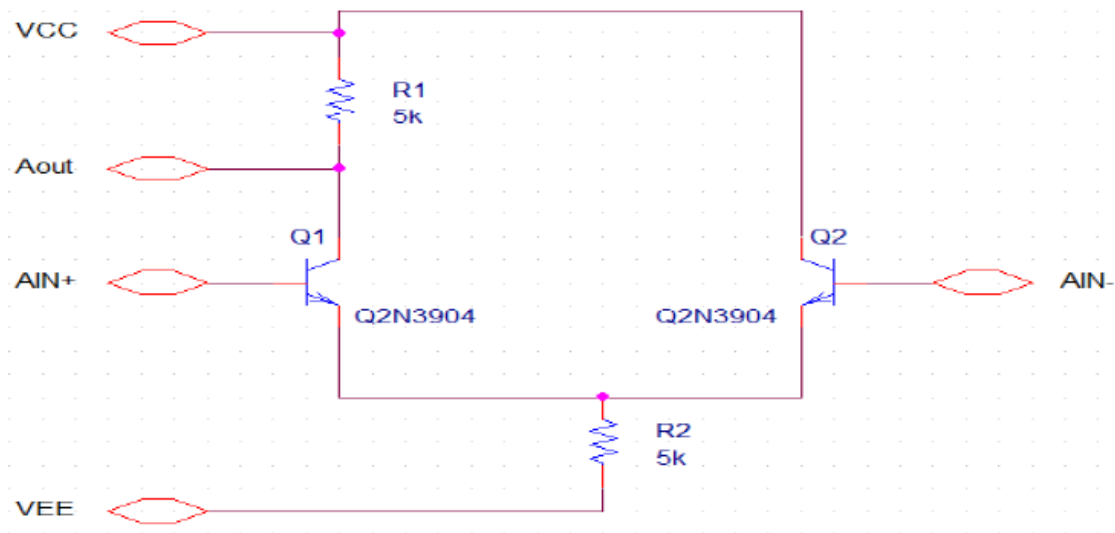 VCC
R1
5k
Aout
Q1
Q2
AIN+
AIN-
Q2N3904
Q2N3904
R2
5k
VEE